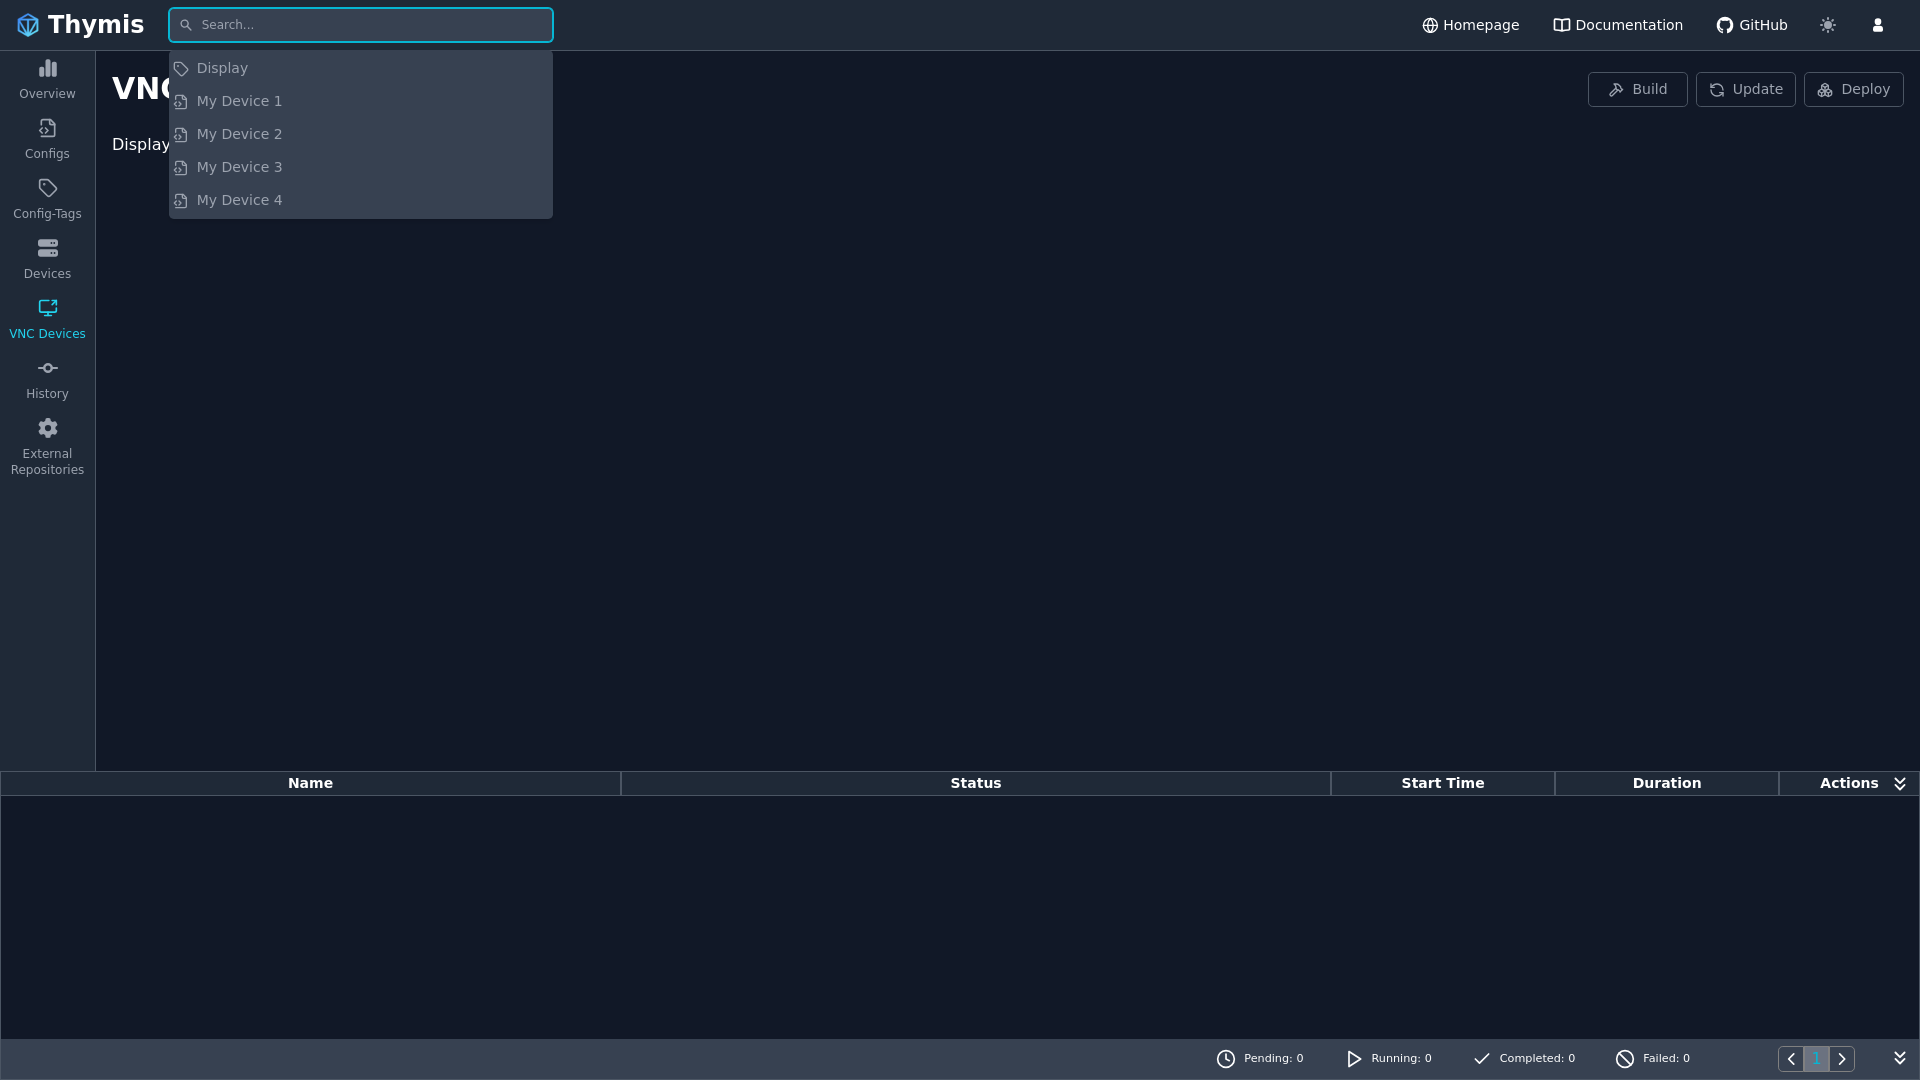 Thymis
Search...
Homepage
Documentation
GitHub
Overview
Configs
Config-Tags
Devices
VNC Devices
History
External
Repositories
Display
My Device 1
My Device 2
My Device 3
My Device 4
VNC
Display
Build
Update
Deploy
Name
Status
Start Time
Duration
Actions
Pending: 0
Running: 0
Completed: 0
Failed: 0
1